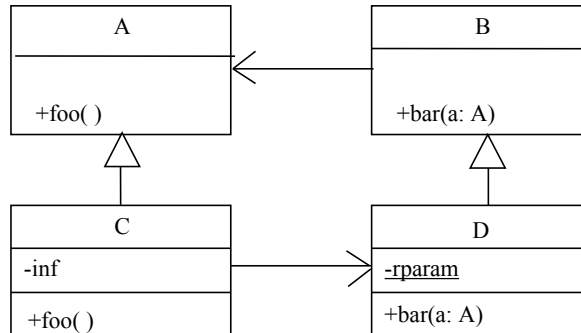 A
+foo( )
B
+bar(a: A)
C
-inf
+foo( )
D
-rparam
+bar(a: A)